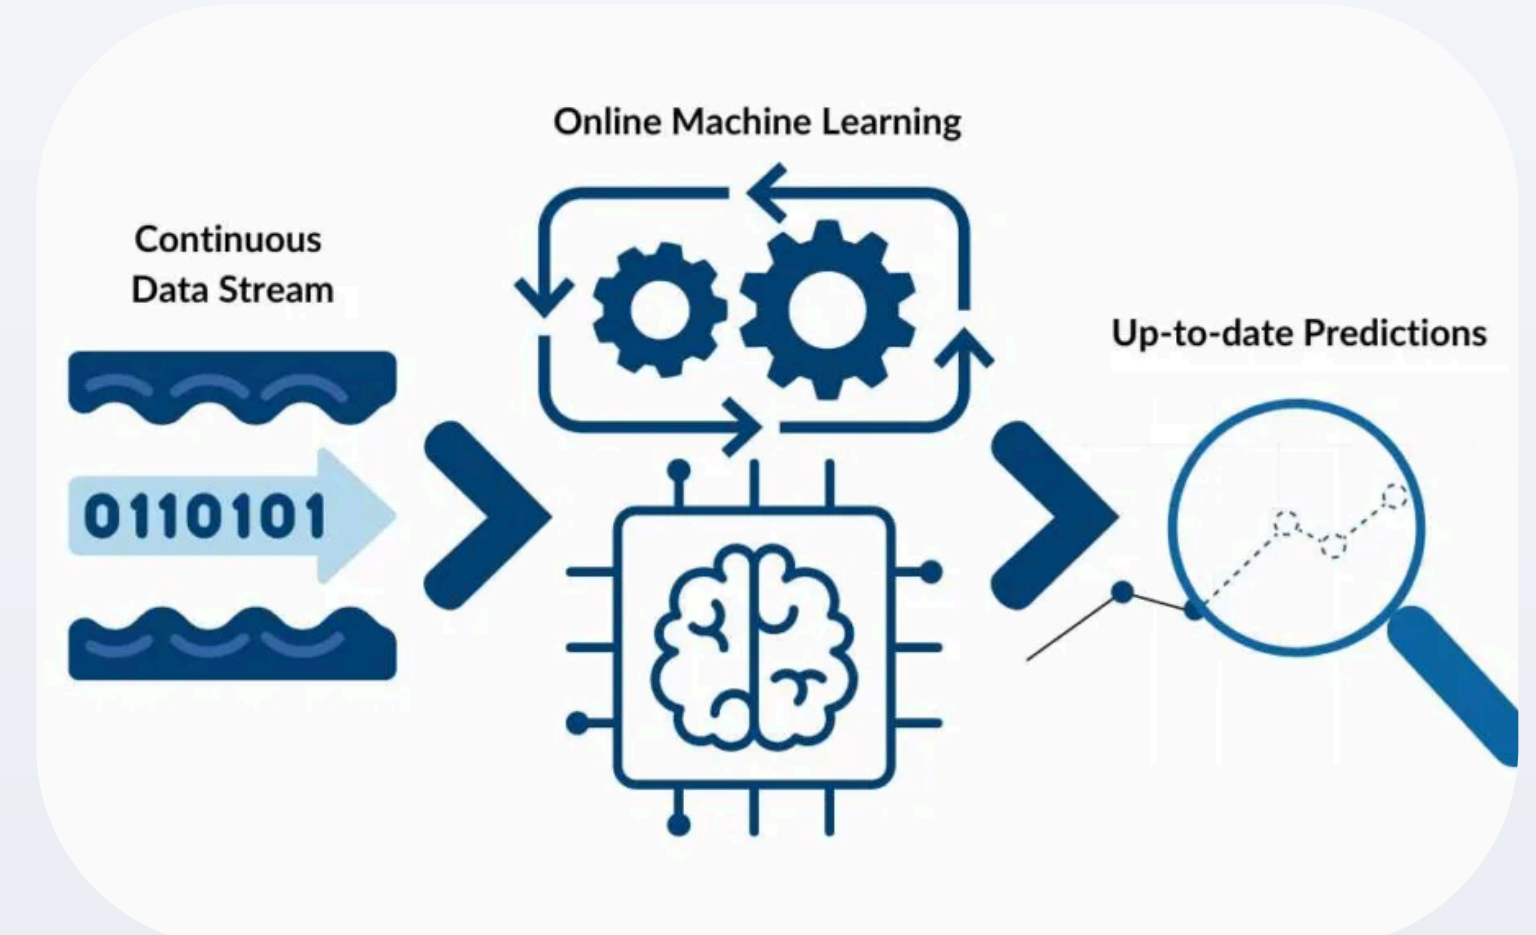 Online Machine Learning
Continuous
Data Stream
Up-to-date Predictions
0110101